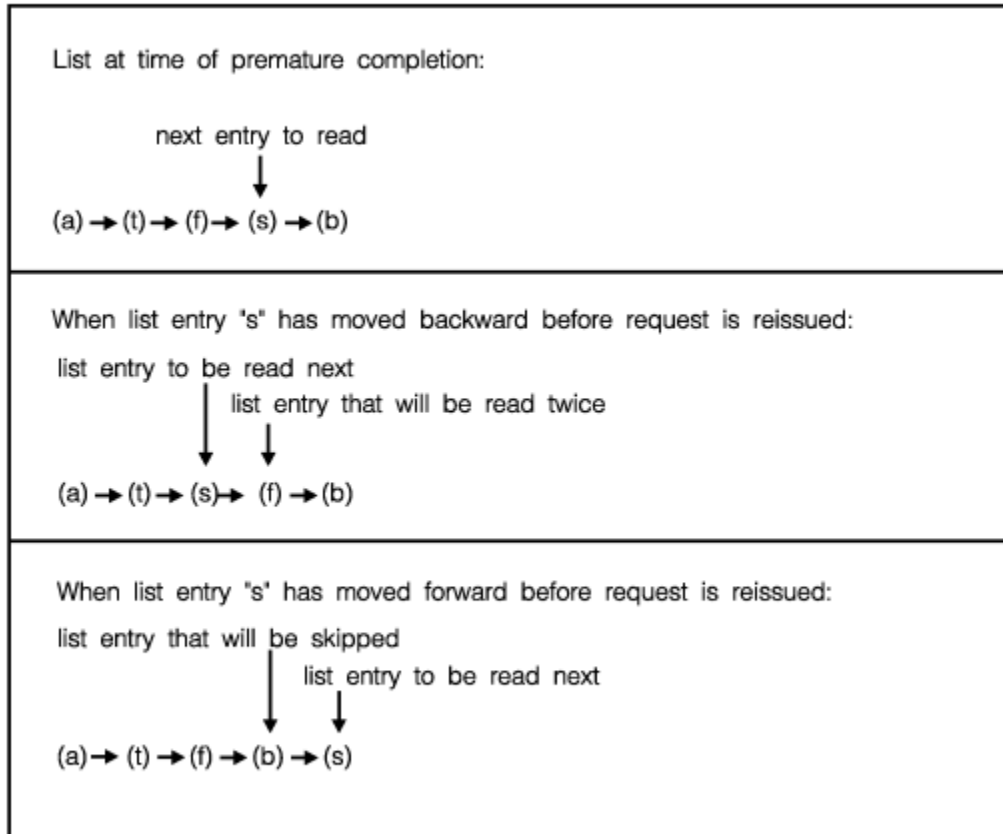 List at time of premature completion:
next entry to read
(a) → (t) → (f) → (s) → (b)
When list entry "s" has moved backward before request is reissued:
list entry to be read next
list entry that will be read twice
(a) → (t) → (s) → (f) → (b)
When list entry "s" has moved forward before request is reissued:
list entry that will be skipped
list entry to be read next
(a) → (t) → (f) → (b) → (s)